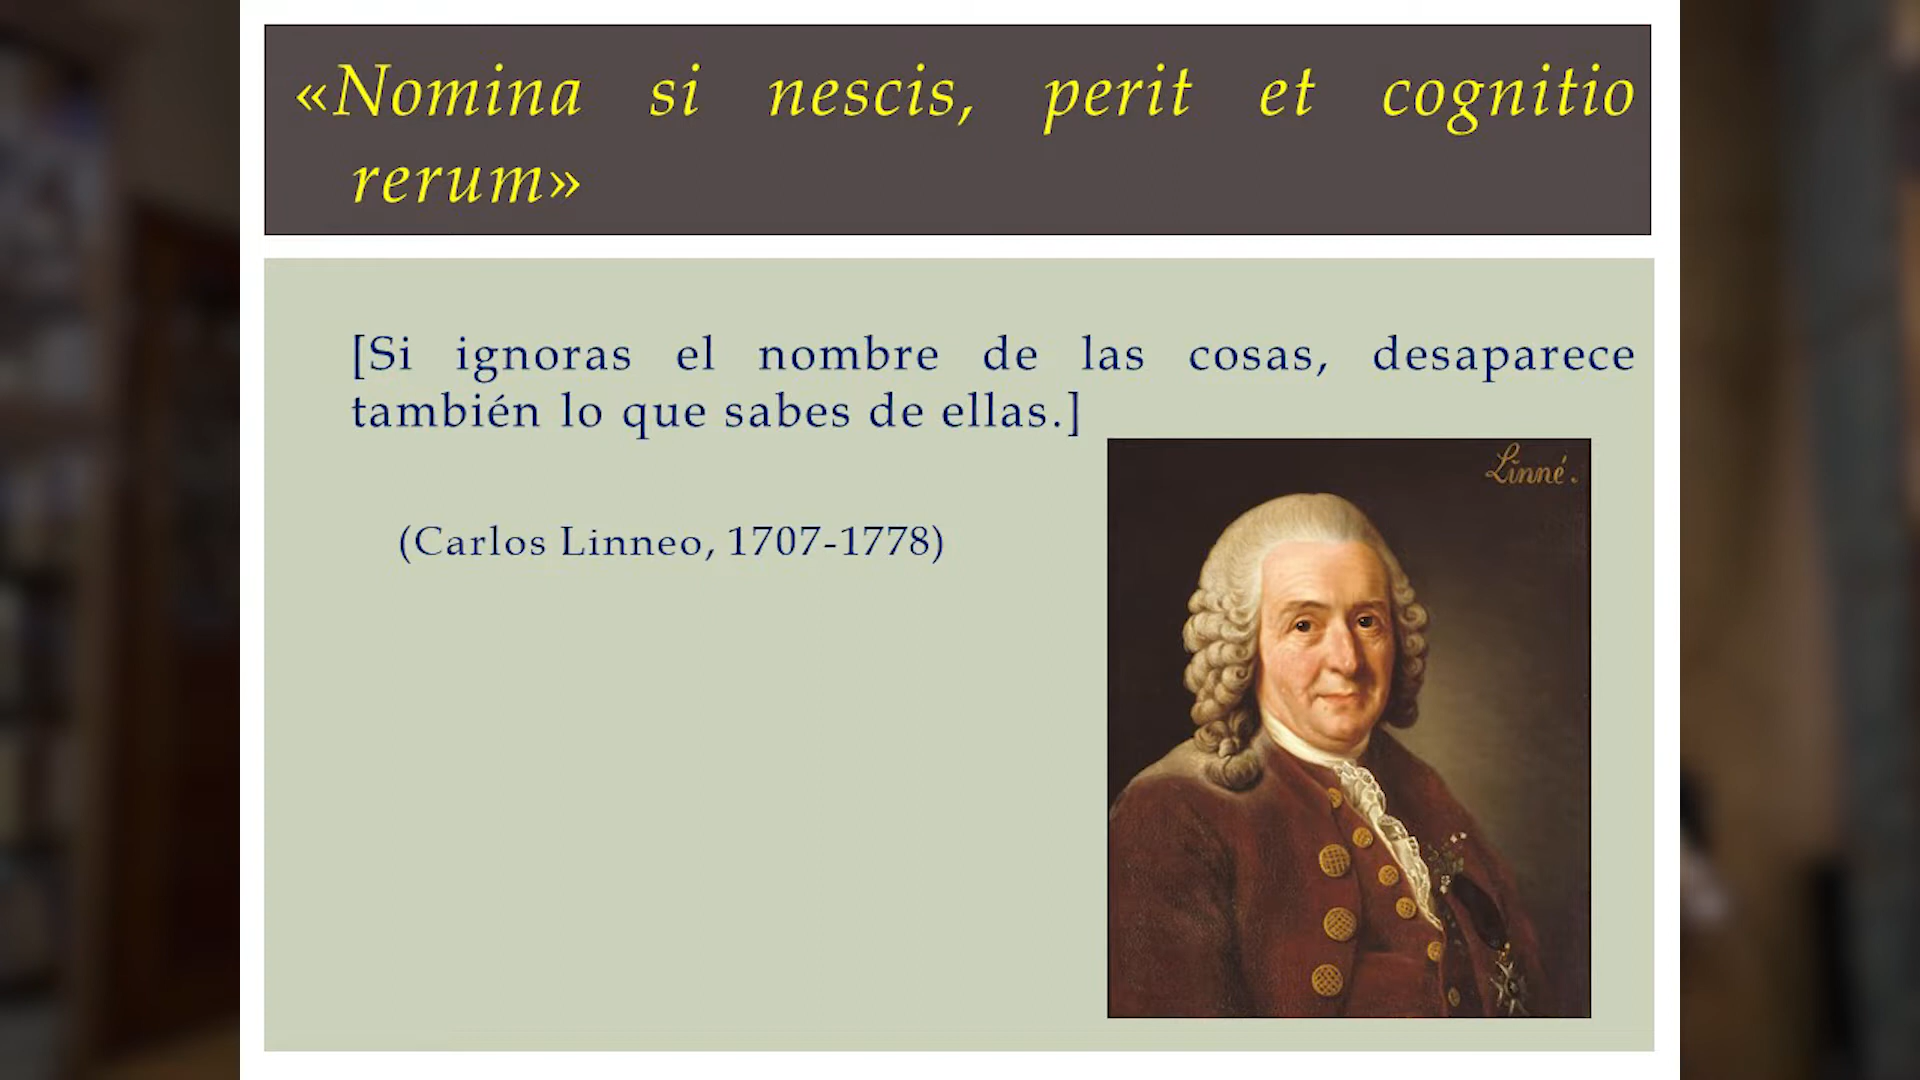 «Nomina si nescis, perit et cognitio
rerum»
[Si ignoras el nombre de las cosas, desaparece
también lo que sabes de ellas.]
Linné.
(Carlos Linneo, 1707-1778)